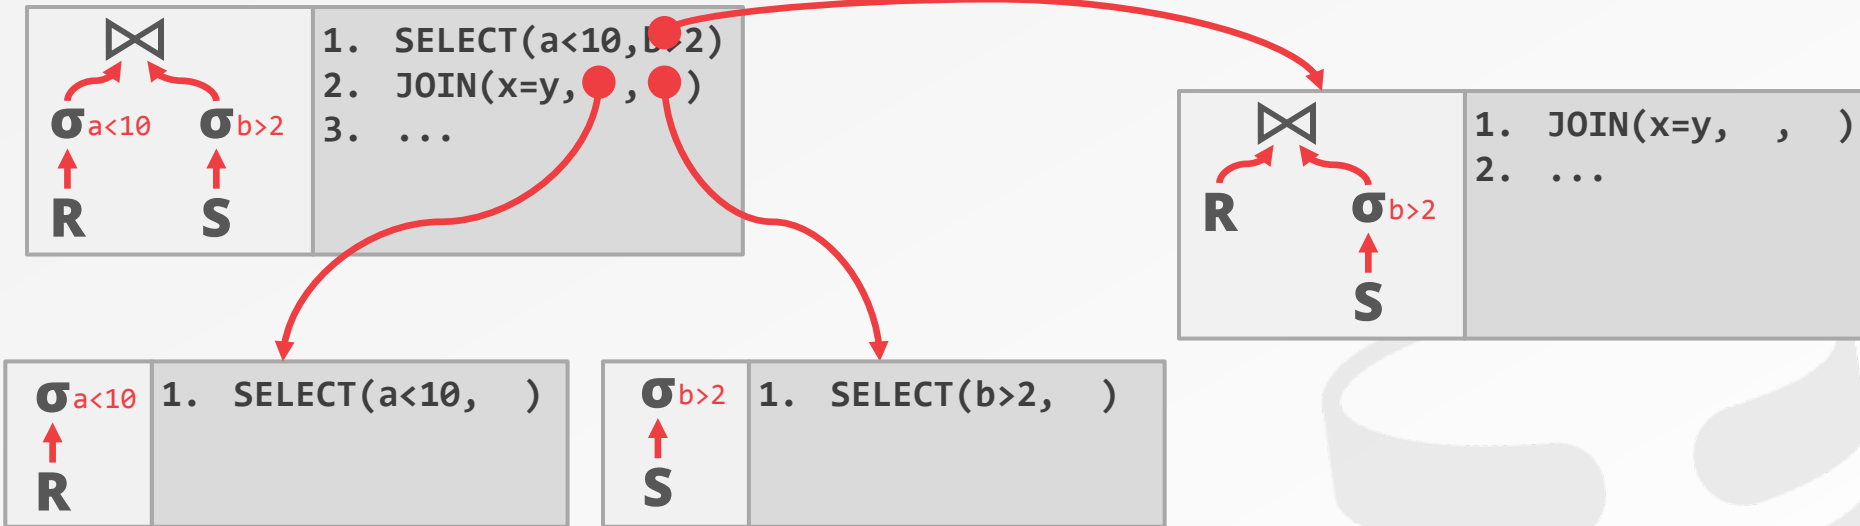 ⋈
σa<10 σb>2
R S
1. SELECT(a<10,b>2)
2. JOIN(x=y, , )
3. ...
⋈
R σb>2
S
1. JOIN(x=y, , )
2. ...
σa<10
R
1. SELECT(a<10, )
σb>2
S
1. SELECT(b>2, )